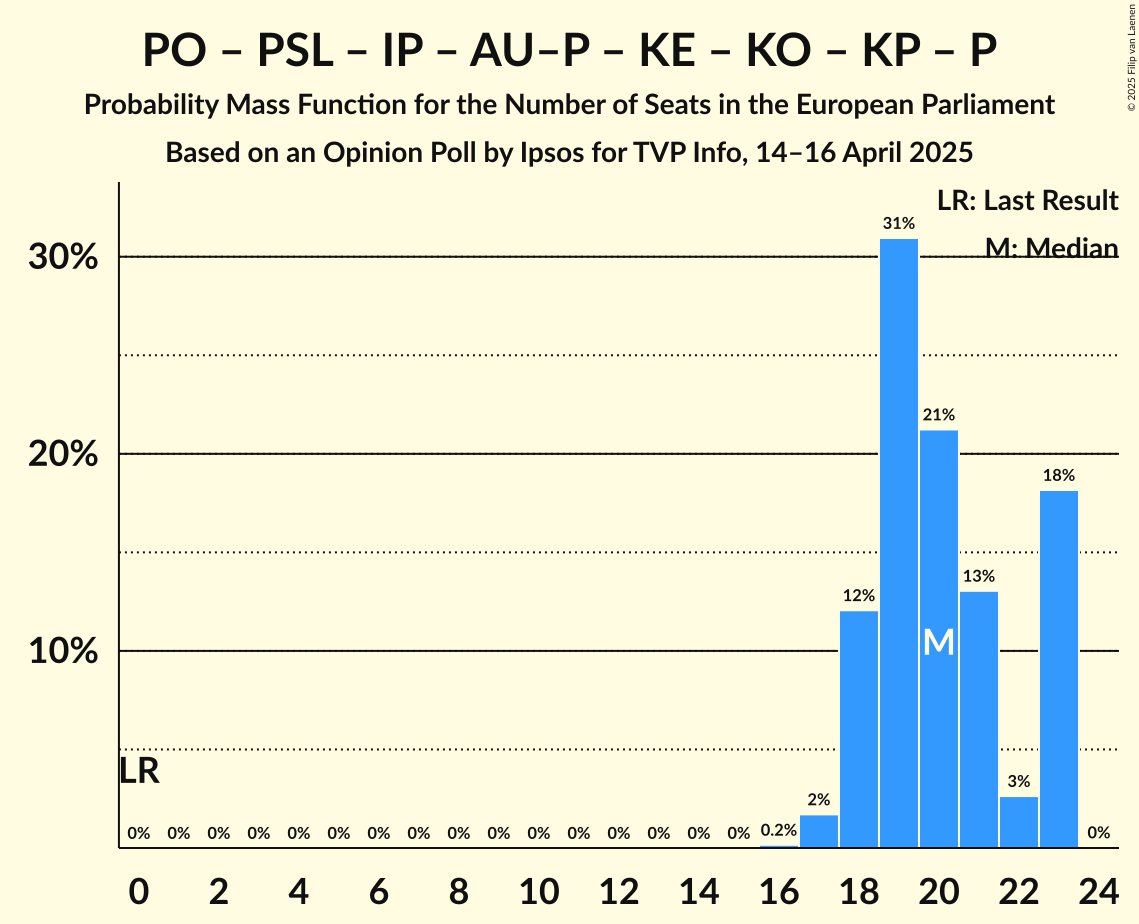 PO – PSL – IP – AU–P – KE – KO – KP – P
Probability Mass Function for the Number of Seats in the European Parliament
Based on an Opinion Poll by Ipsos for TVP Info, 14–16 April 2025
© 2025 Filip van Laenen
LR: Last Result
M: Median
31%
30%
21%
20%
18%
13%
12%
10%
M
LR
3%
2%
0% 0% 0% 0% 0% 0% 0% 0% 0% 0% 0% 0% 0% 0% 0% 0% 0.2% 0%
0 2 4 6 8 10 12 14 16 18 20 22 24